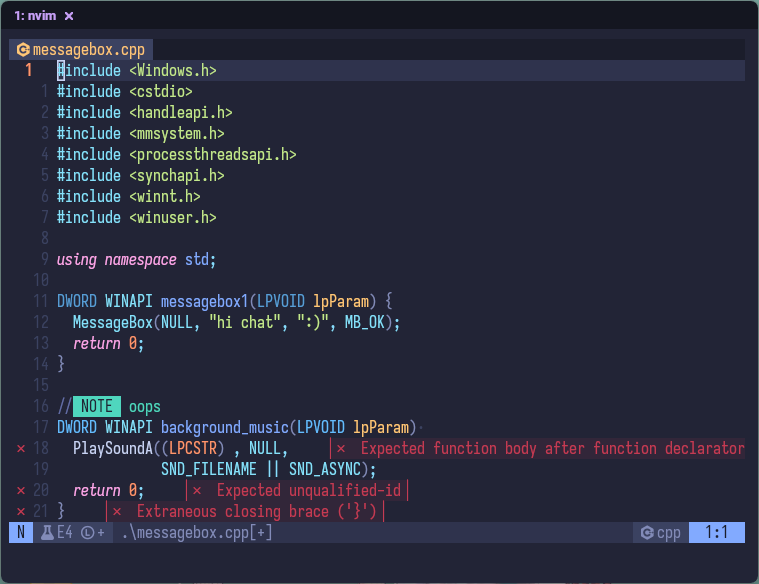 1: nvim ×
messagebox.cpp
1 #include <Windows.h>
1 #include <cstdio>
2 #include <handleapi.h>
3 #include <mmsystem.h>
4 #include <processthreadsapi.h>
5 #include <synchapi.h>
6 #include <winnt.h>
7 #include <winuser.h>
8
9 using namespace std;
10
11 DWORD WINAPI messagebox1(LPVOID lpParam) {
12 MessageBox(NULL, "hi chat", ":)", MB_OK);
13 return 0;
14 }
15
16 // NOTE oops
17 DWORD WINAPI background_music(LPVOID lpParam)
× 18 PlaySoundA((LPCSTR) , NULL, × Expected function body after function declarator
19 SND_FILENAME || SND_ASYNC);
× 20 return 0; × Expected unqualified-id
× 21 } × Extraneous closing brace ('}')
N E4 Ⓛ+ .\messagebox.cpp[+] cpp 1:1